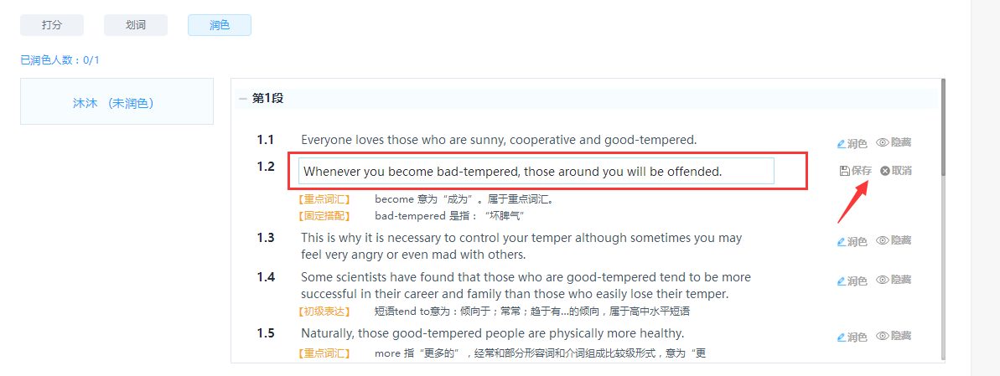 打分 划词 润色
已润色人数：0/1
沐沐 （未润色）
第1段
1.1 Everyone loves those who are sunny, cooperative and good-tempered. 润色 隐藏
1.2 Whenever you become bad-tempered, those around you will be offended. 保存 取消
【重点词汇】 become 意为“成为”。属于重点词汇。
【固定搭配】 bad-tempered 是指：“坏脾气”
1.3 This is why it is necessary to control your temper although sometimes you may 润色 隐藏
feel very angry or even mad with others.
1.4 Some scientists have found that those who are good-tempered tend to be more 润色 隐藏
successful in their career and family than those who easily lose their temper.
【初级表达】 短语tend to意为：倾向于；常常；趋于有...的倾向，属于高中水平短语
1.5 Naturally, those good-tempered people are physically more healthy. 润色 隐藏
【重点词汇】 more 指“更多的”，经常和部分形容词和介词组成比较级形式，意为“更